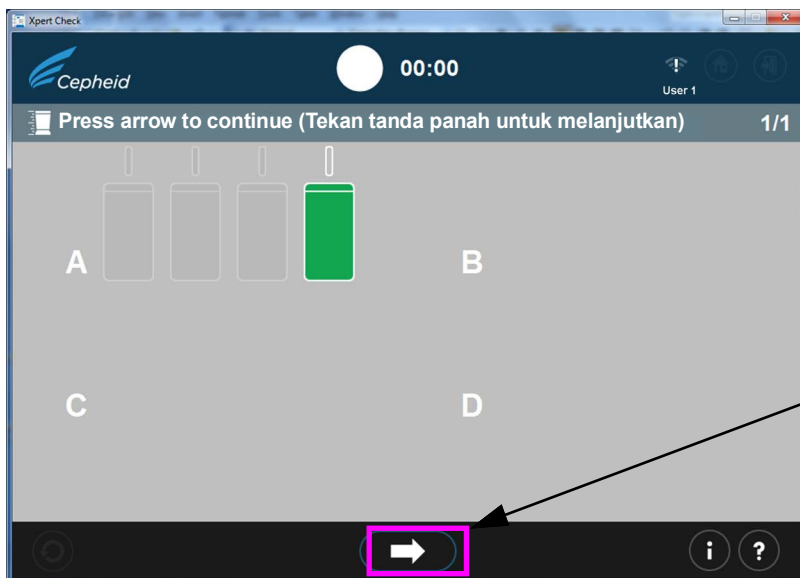 Xpert Check
Cepheid
00:00
User 1
Press arrow to continue (Tekan tanda panah untuk melanjutkan)
1/1
A
B
C
D
i
?